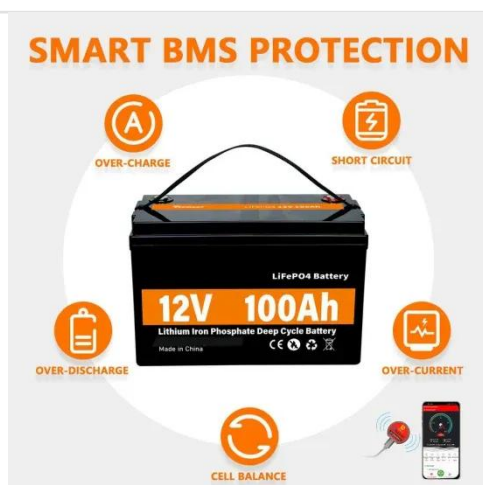 SMART BMS PROTECTION
OVER-CHARGE
SHORT CIRCUIT
LiFePO4 Battery
12V 100Ah
Lithium Iron Phosphate Deep Cycle Battery
Made in China
OVER-DISCHARGE
OVER-CURRENT
CELL BALANCE